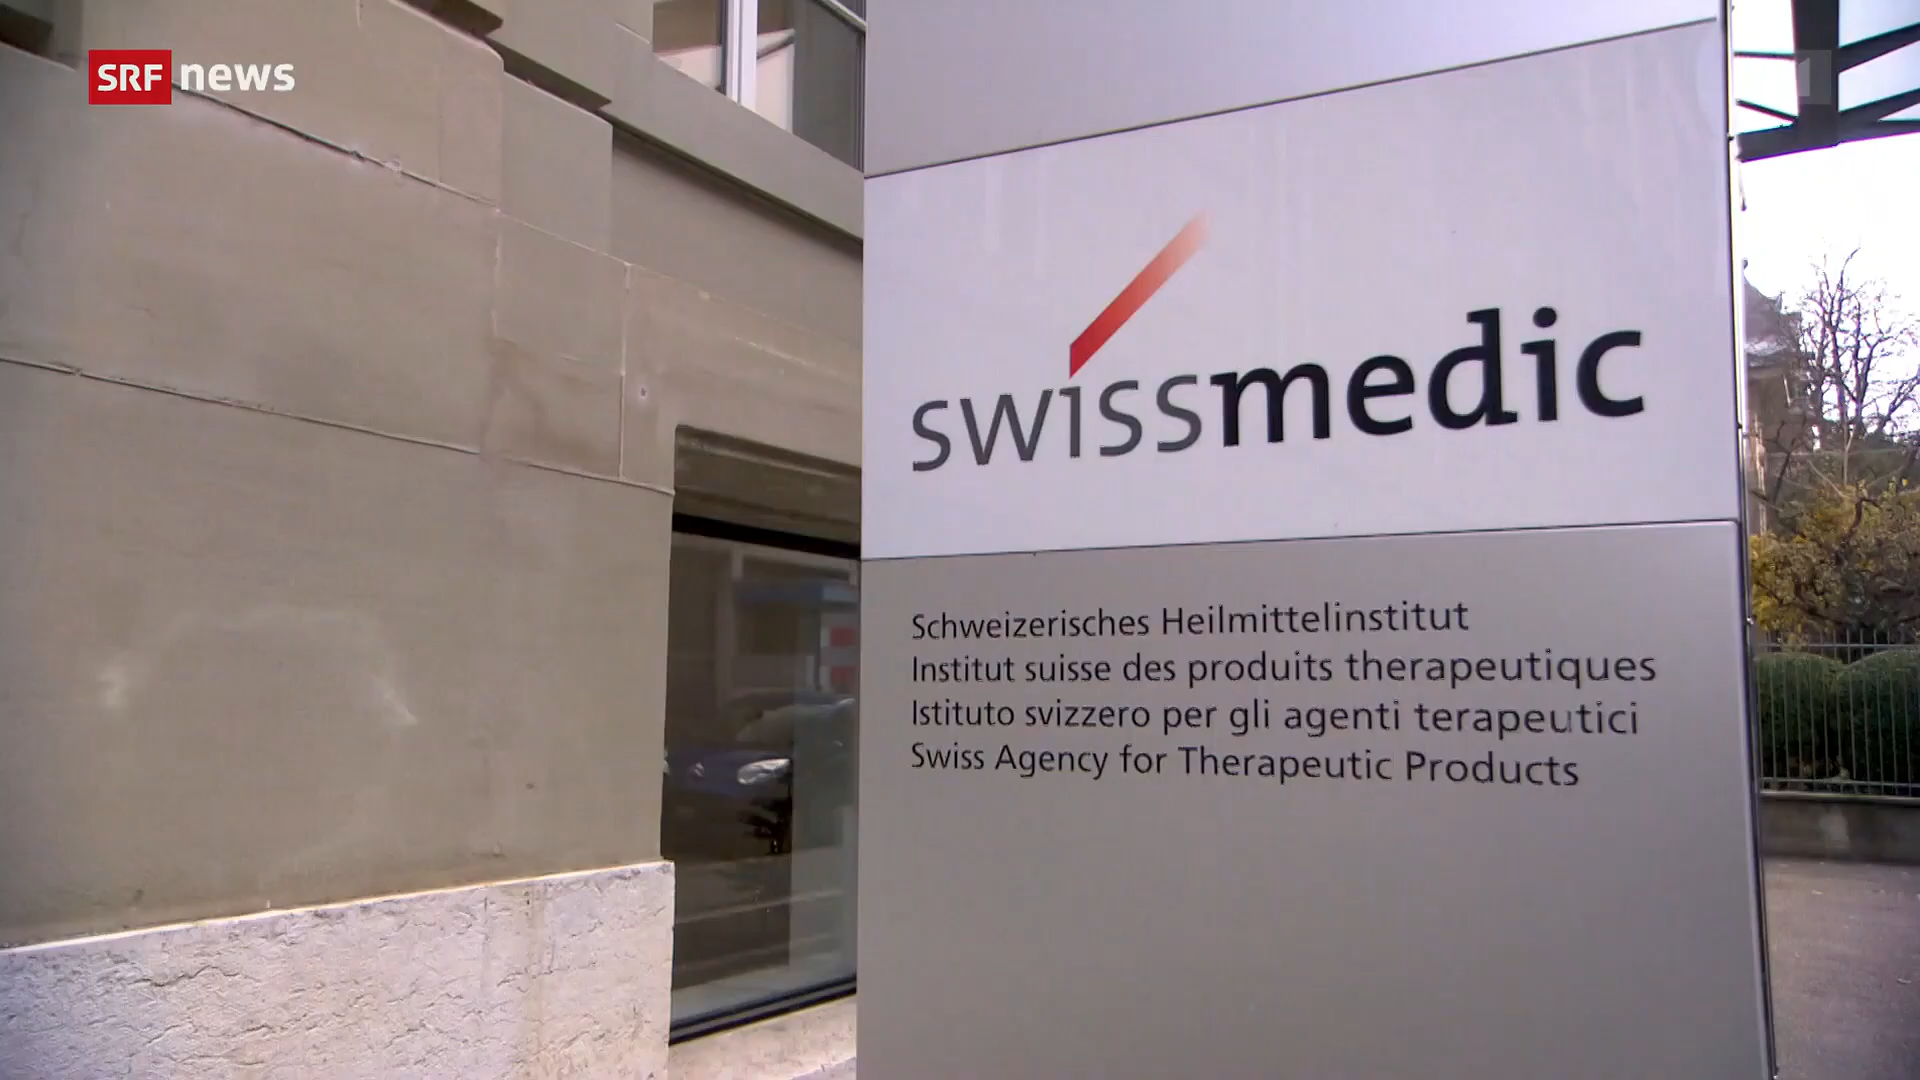 SRF news
1
swissmedic
Schweizerisches Heilmittelinstitut
Institut suisse des produits therapeutiques
Istituto svizzero per gli agenti terapeutici
Swiss Agency for Therapeutic Products